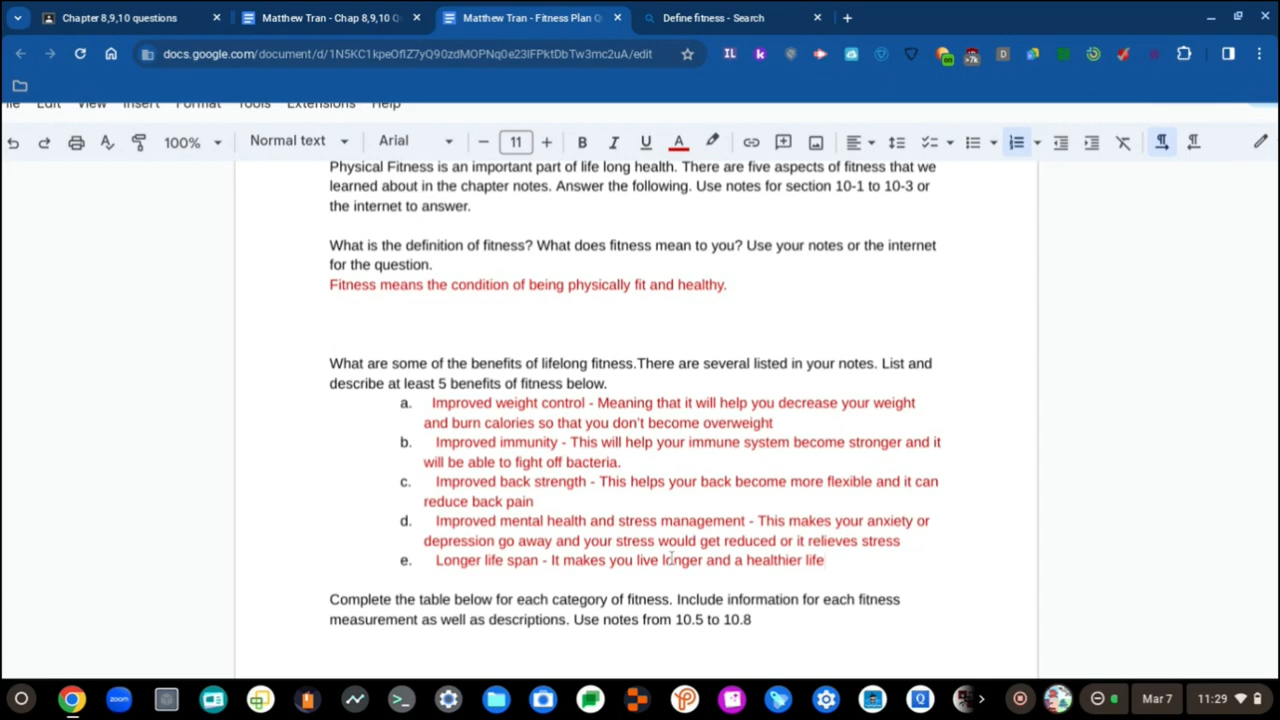 Chapter 8,9,10 questions
Matthew Tran - Chap 8,9,10 Q
Matthew Tran - Fitness Plan Q
Define fitness - Search
docs.google.com/document/d/1N5KC1kpeOfIZ7yQ90zdMOPNq0e23IFPktDbTw3mc2uA/edit
Edit View Insert Format Tools Extensions Help
100% Normal text Arial 11
Physical Fitness is an important part of life long health. There are five aspects of fitness that we
learned about in the chapter notes. Answer the following. Use notes for section 10-1 to 10-3 or
the internet to answer.
What is the definition of fitness? What does fitness mean to you? Use your notes or the internet
for the question.
Fitness means the condition of being physically fit and healthy.
What are some of the benefits of lifelong fitness.There are several listed in your notes. List and
describe at least 5 benefits of fitness below.
a. Improved weight control - Meaning that it will help you decrease your weight
and burn calories so that you don't become overweight
b. Improved immunity - This will help your immune system become stronger and it
will be able to fight off bacteria.
c. Improved back strength - This helps your back become more flexible and it can
reduce back pain
d. Improved mental health and stress management - This makes your anxiety or
depression go away and your stress would get reduced or it relieves stress
e. Longer life span - It makes you live longer and a healthier life
Complete the table below for each category of fitness. Include information for each fitness
measurement as well as descriptions. Use notes from 10.5 to 10.8
zoom
Mar 7
11:29